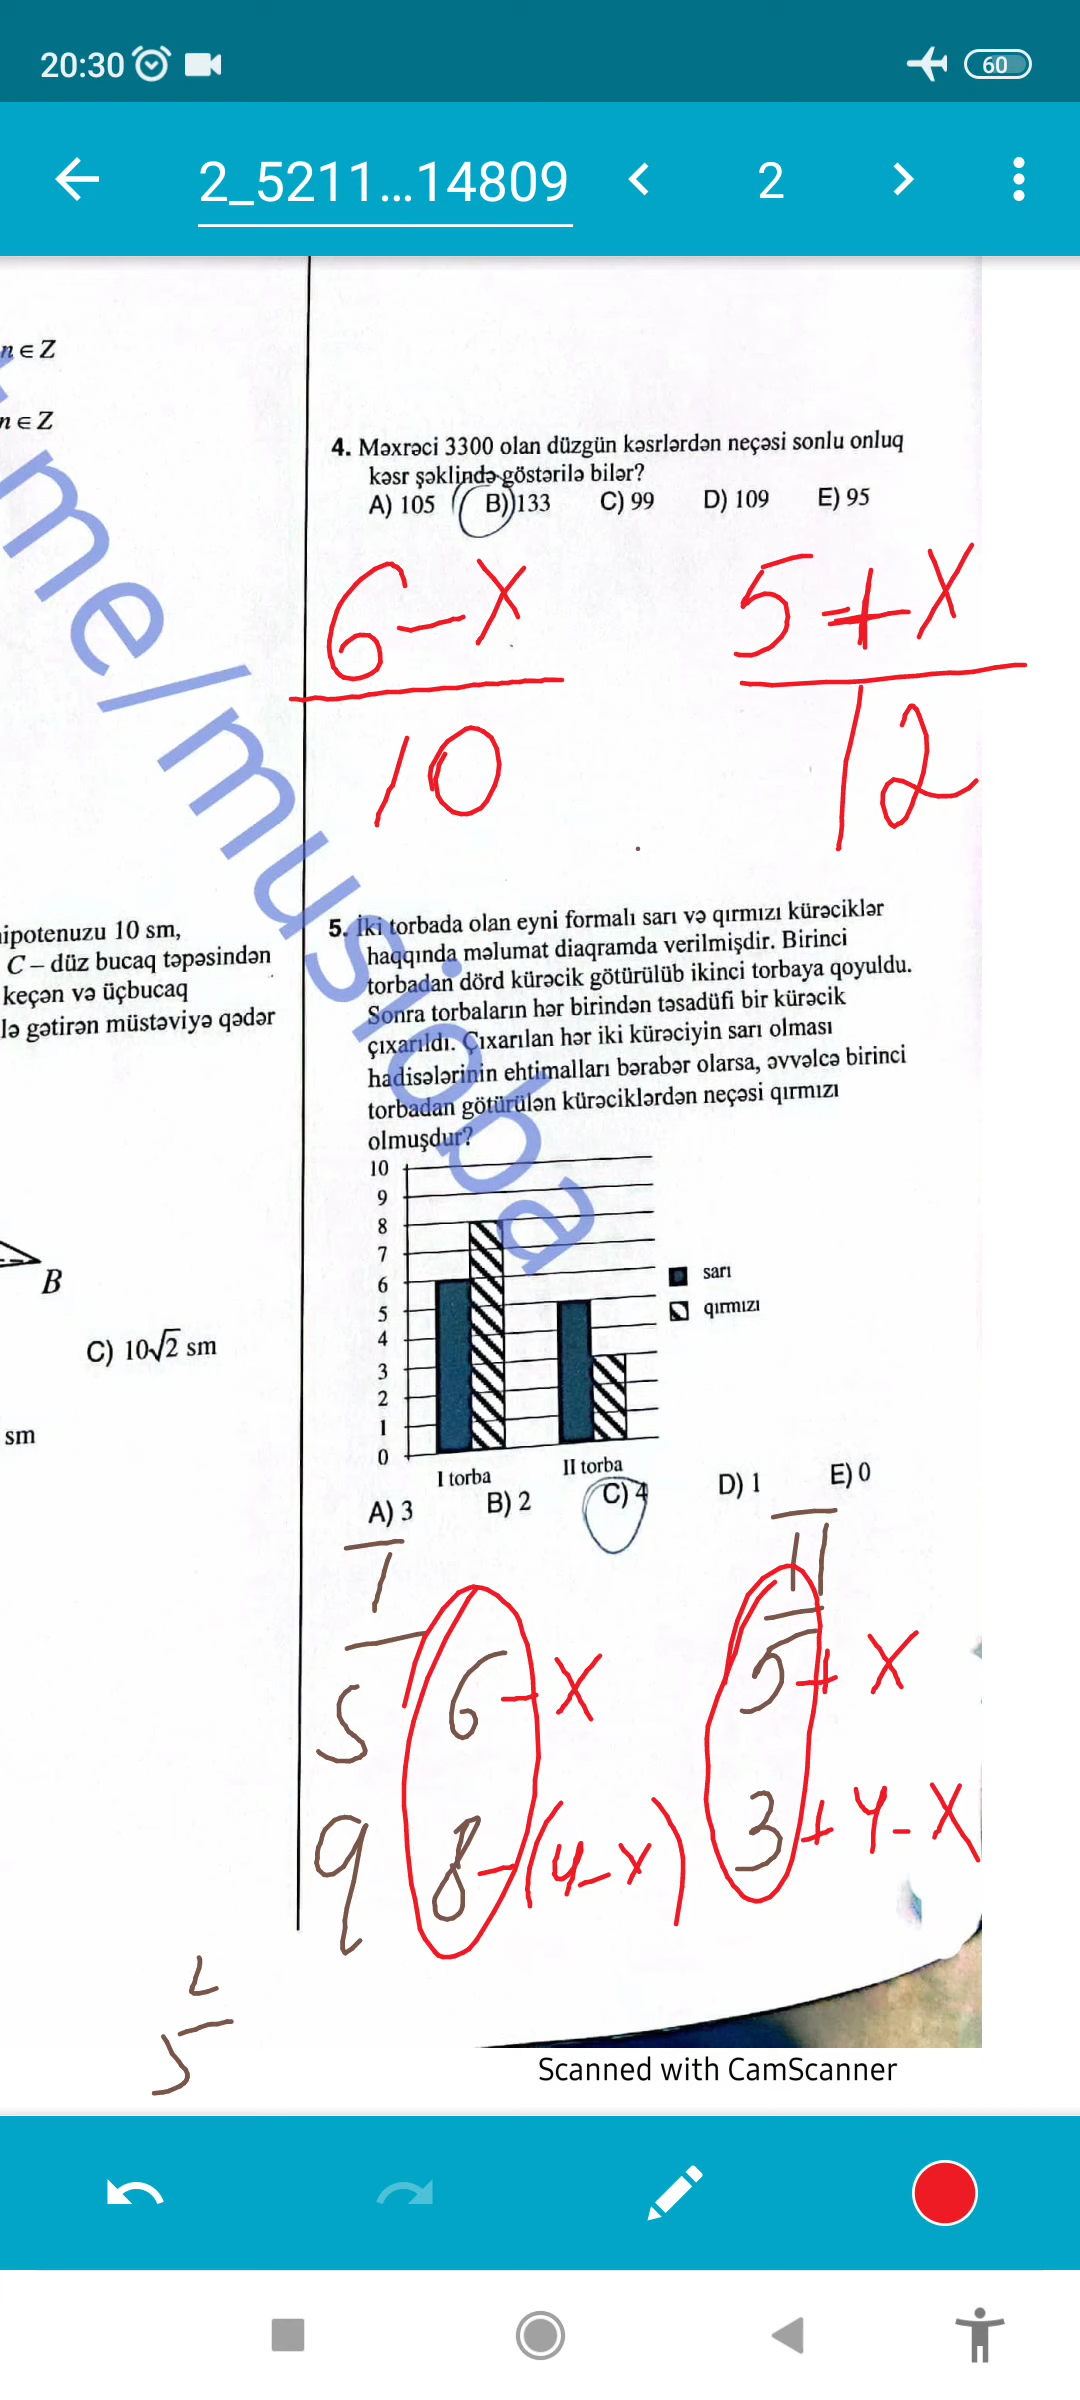 20:30
60
2_5211...14809
2
n ∈ Z
n ∈ Z
4. Məxrəci 3300 olan düzgün kəsrlərdən neçəsi sonlu onluq
kəsr şəklində göstərilə bilər?
A) 105 B) 133 C) 99 D) 109 E) 95
6 - x
10
5 + x
12
me/musioba
ipotenuzu 10 sm,
C – düz bucaq təpəsindən
keçən və üçbucaq
lə gətirən müstəviyə qədər
B
C) 10√2 sm
sm
5. İki torbada olan eyni formalı sarı və qırmızı kürəciklər
haqqında məlumat diaqramda verilmişdir. Birinci
torbadan dörd kürəcik götürülüb ikinci torbaya qoyuldu.
Sonra torbaların hər birindən təsadüfi bir kürəcik
çıxarıldı. Çıxarılan hər iki kürəciyin sarı olması
hadisələrinin ehtimalları bərabər olarsa, əvvəlcə birinci
torbadan götürülən kürəciklərdən neçəsi qırmızı
olmuşdur?
10
9
8
7
6
5
4
3
2
1
0
sarı
qırmızı
I torba
II torba
A) 3 B) 2 C) 4 D) 1 E) 0
I II
S 6 - x 5 + x
q 8 - (4 - x) 3 + 4 - x
Scanned with CamScanner